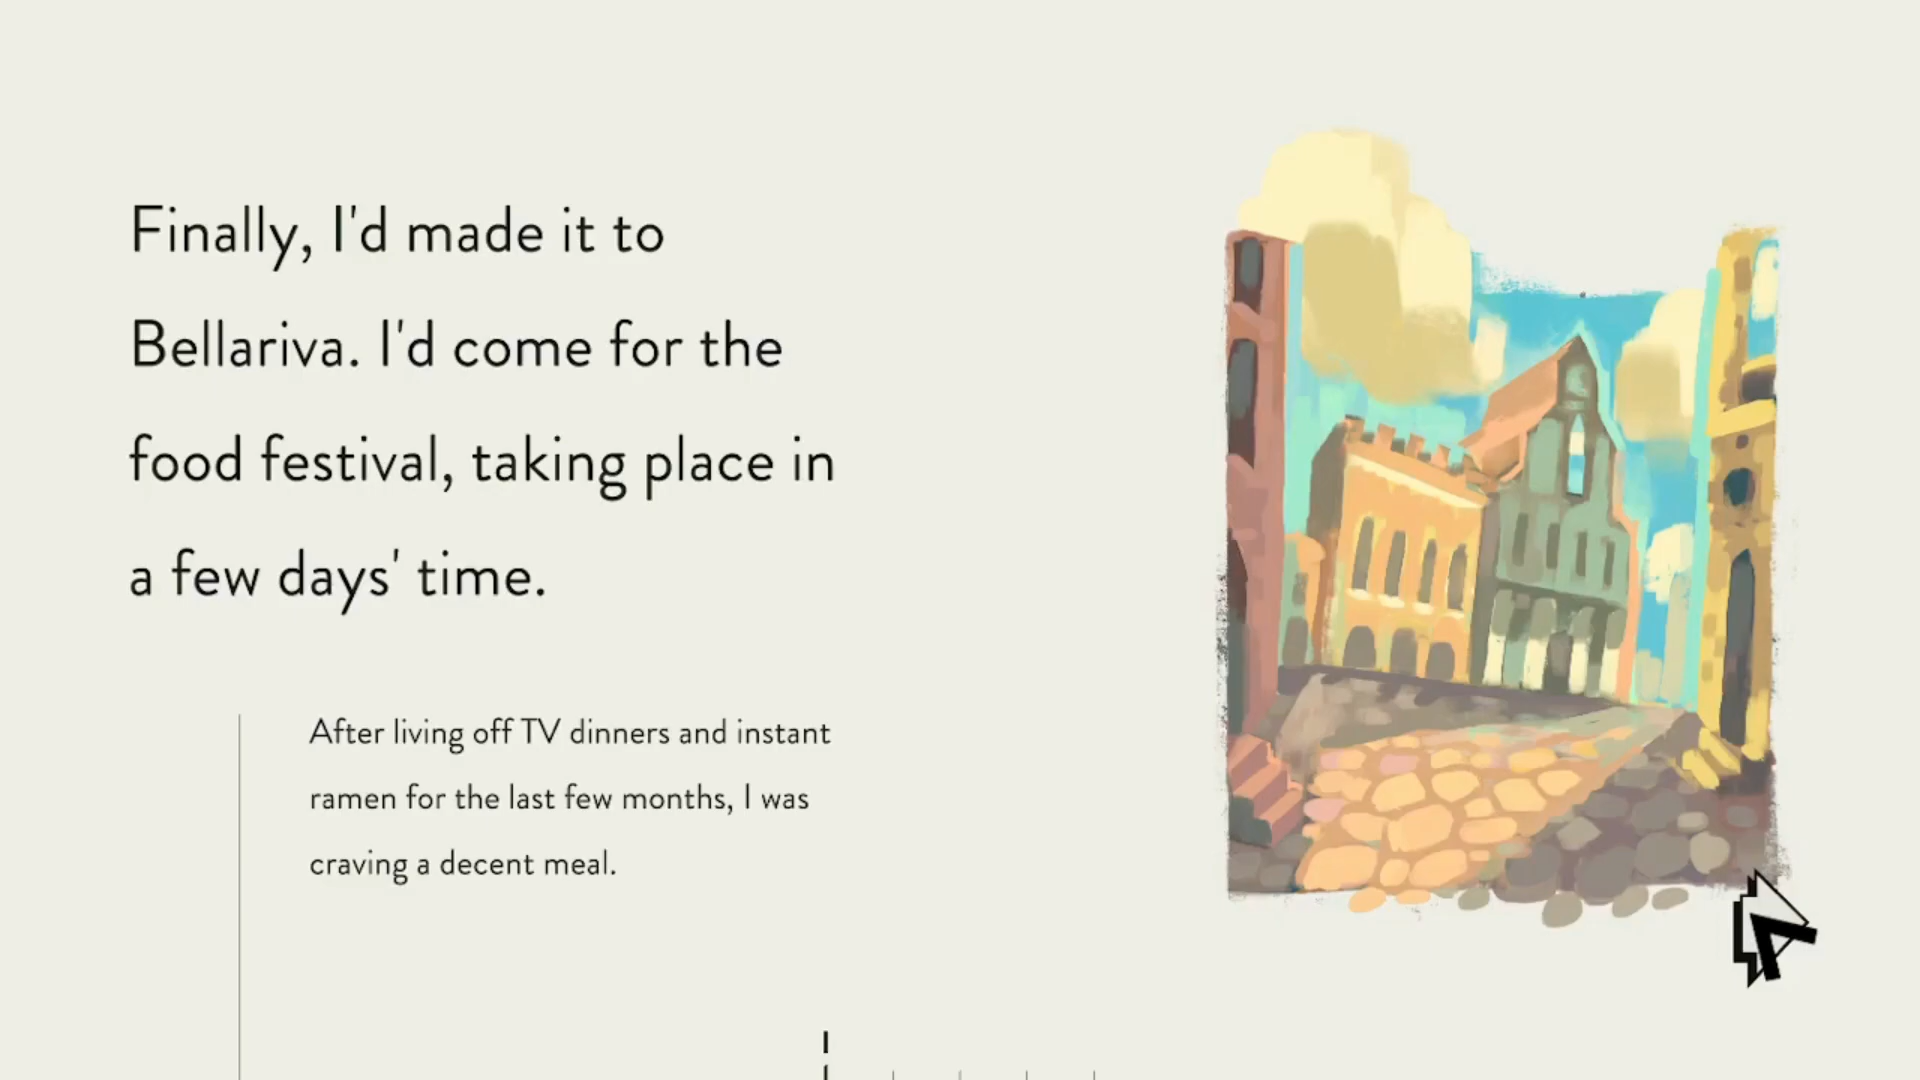 Finally, I'd made it to
Bellariva. I'd come for the
food festival, taking place in
a few days' time.
After living off TV dinners and instant
ramen for the last few months, I was
craving a decent meal.